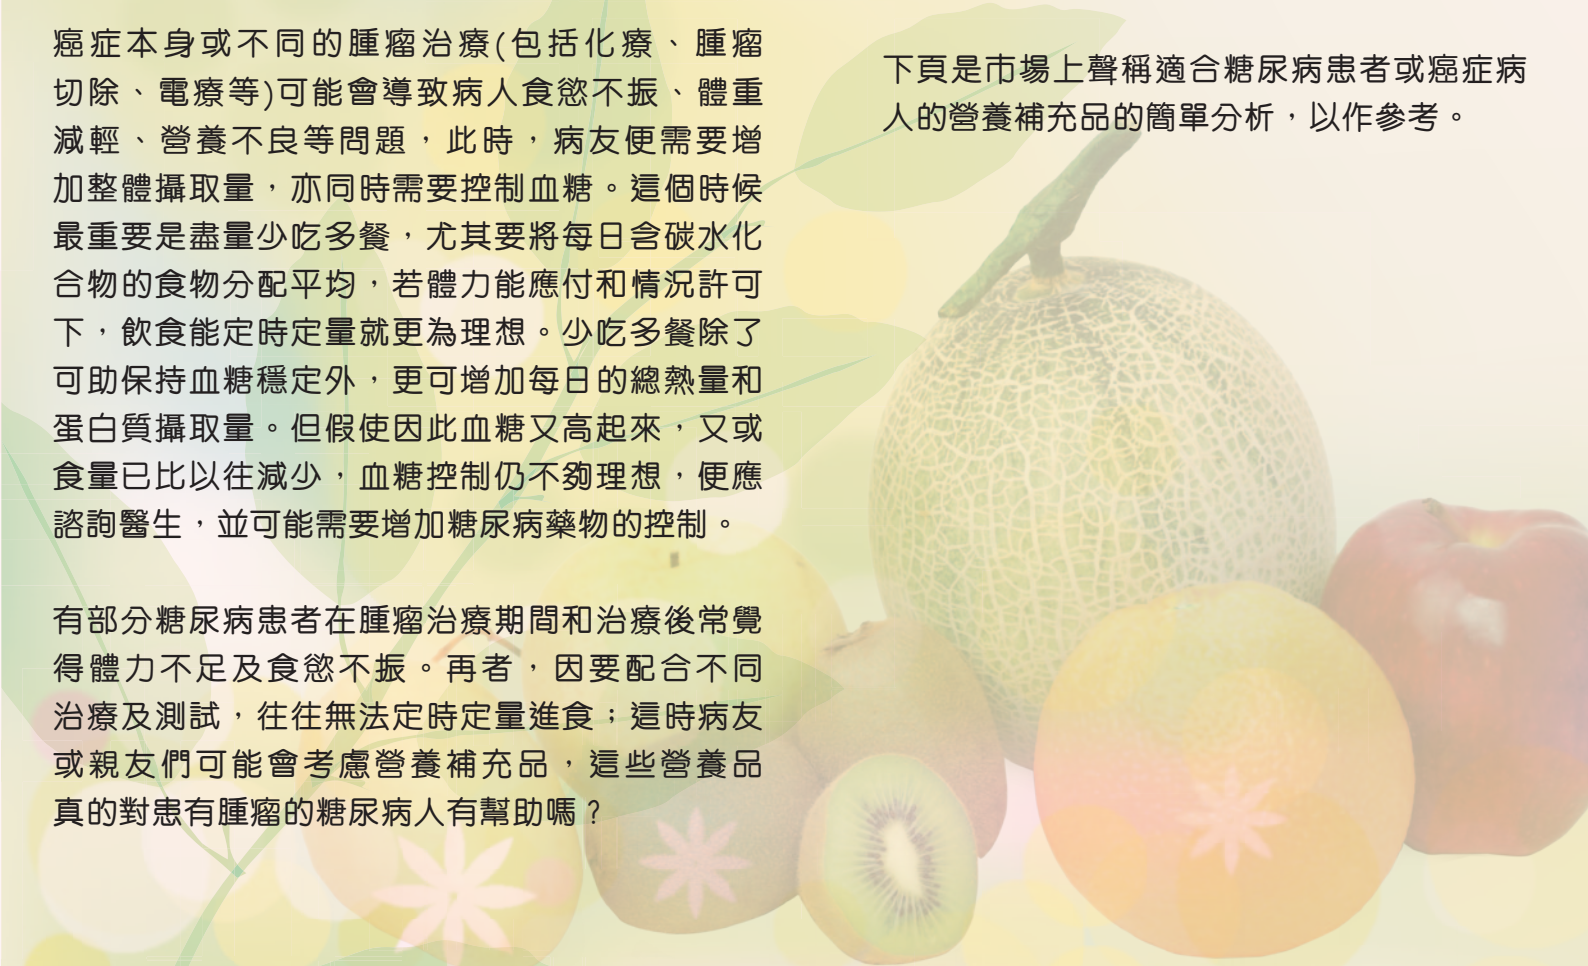 癌症本身或不同的腫瘤治療(包括化療、腫瘤
切除、電療等)可能會導致病人食慾不振、體重
減輕、營養不良等問題，此時，病友便需要增
加整體攝取量，亦同時需要控制血糖。這個時候
最重要是盡量少吃多餐，尤其要將每日含碳水化
合物的食物分配平均，若體力能應付和情況許可
下，飲食能定時定量就更為理想。少吃多餐除了
可助保持血糖穩定外，更可增加每日的總熱量和
蛋白質攝取量。但假使因此血糖又高起來，又或
食量已比以往減少，血糖控制仍不夠理想，便應
諮詢醫生，並可能需要增加糖尿病藥物的控制。
有部分糖尿病患者在腫瘤治療期間和治療後常覺
得體力不足及食慾不振。再者，因要配合不同
治療及測試，往往無法定時定量進食；這時病友
或親友們可能會考慮營養補充品，這些營養品
真的對患有腫瘤的糖尿病人有幫助嗎？
下頁是市場上聲稱適合糖尿病患者或癌症病
人的營養補充品的簡單分析，以作參考。